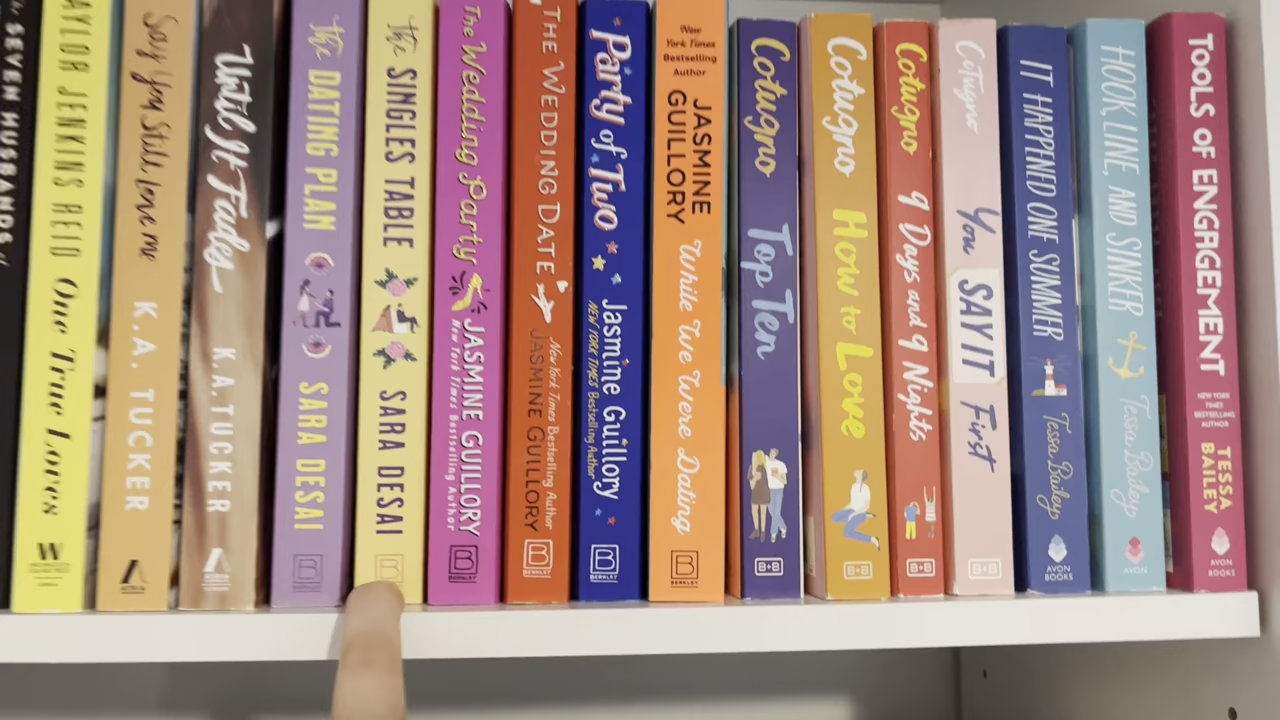 SEVEN HUSBANDS of
AYLOR JENKINS REID One True Loves
Say You Still Love Me K.A. TUCKER
Until It Fades K.A. TUCKER
the DATING PLAN SARA DESAI
the SINGLES TABLE SARA DESAI
The Wedding Party JASMINE GUILLORY
New York Times Bestselling Author
BERKLEY
THE WEDDING DATE
New York Times Bestselling Author
JASMINE GUILLORY
BERKLEY
Party of Two Jasmine Guillory
NEW YORK TIMES Bestselling Author
BERKLEY
New
York Times
Bestselling
Author
JASMINE
GUILLORY
While We Were Dating
BERKLEY
Cotugno Top Ten
B+B
Cotugno How to Love
B+B
Cotugno 9 Days and 9 Nights
B+B
Cotugno You SAY IT First
B+B
IT HAPPENED ONE SUMMER Tessa Bailey
AVON
BOOKS
HOOK, LINE, AND SINKER Tessa Bailey
AVON
TOOLS OF ENGAGEMENT
NEW YORK
TIMES
BESTSELLING
AUTHOR
TESSA
BAILEY
AVON
BOOKS